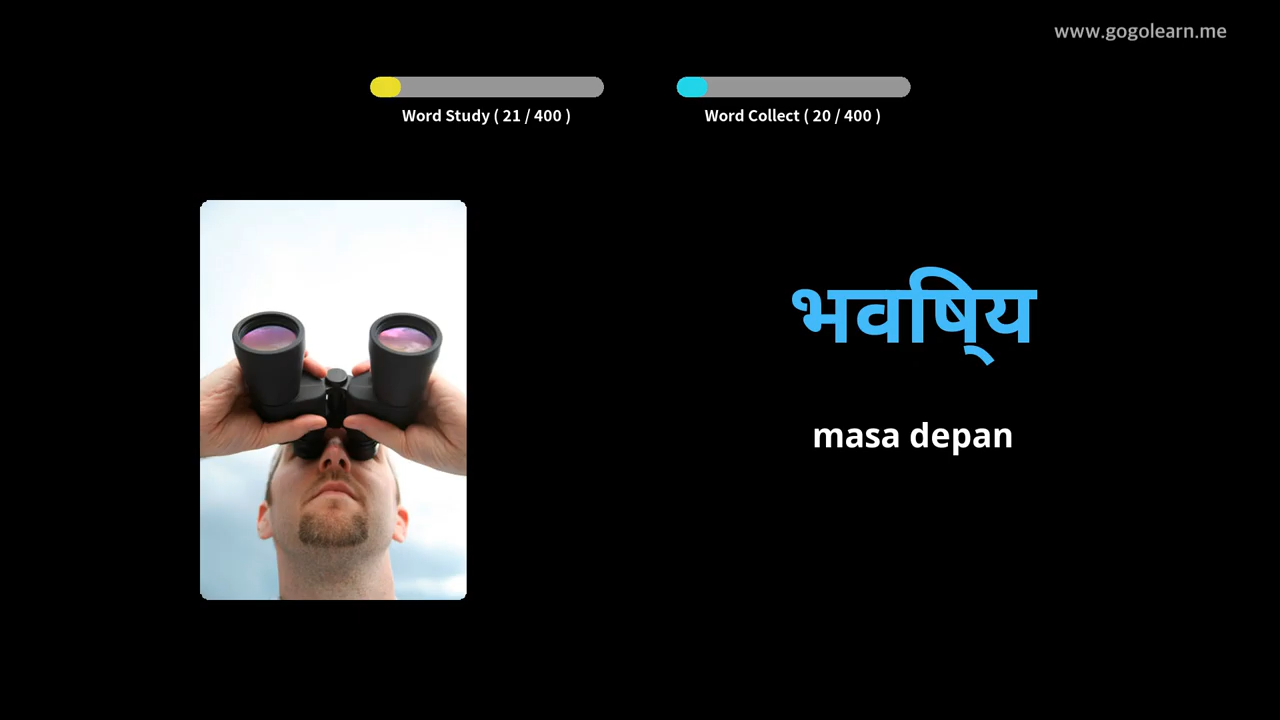 www.gogolearn.me
Word Study ( 21 / 400 )
Word Collect ( 20 / 400 )
भविष्य
masa depan